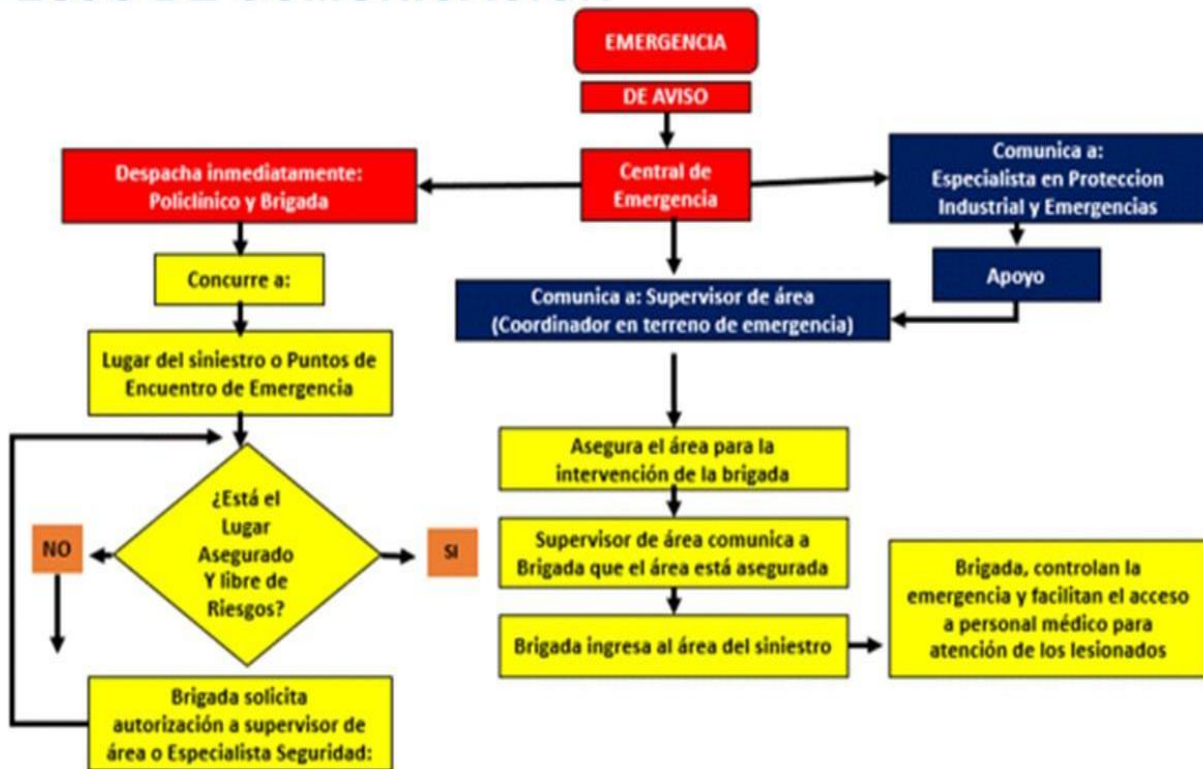 EMERGENCIA
DE AVISO
Central de
Emergencia
Despacha inmediatamente:
Policlínico y Brigada
Comunica a:
Especialista en Proteccion
Industrial y Emergencias
Concurre a:
Apoyo
Comunica a: Supervisor de área
(Coordinador en terreno de emergencia)
Lugar del siniestro o Puntos de
Encuentro de Emergencia
Asegura el área para la
intervención de la brigada
¿Está el
Lugar
Asegurado
Y libre de
Riesgos?
NO
SI
Supervisor de área comunica a
Brigada que el área está asegurada
Brigada ingresa al área del siniestro
Brigada, controlan la
emergencia y facilitan el acceso
a personal médico para
atención de los lesionados
Brigada solicita
autorización a supervisor de
área o Especialista Seguridad: